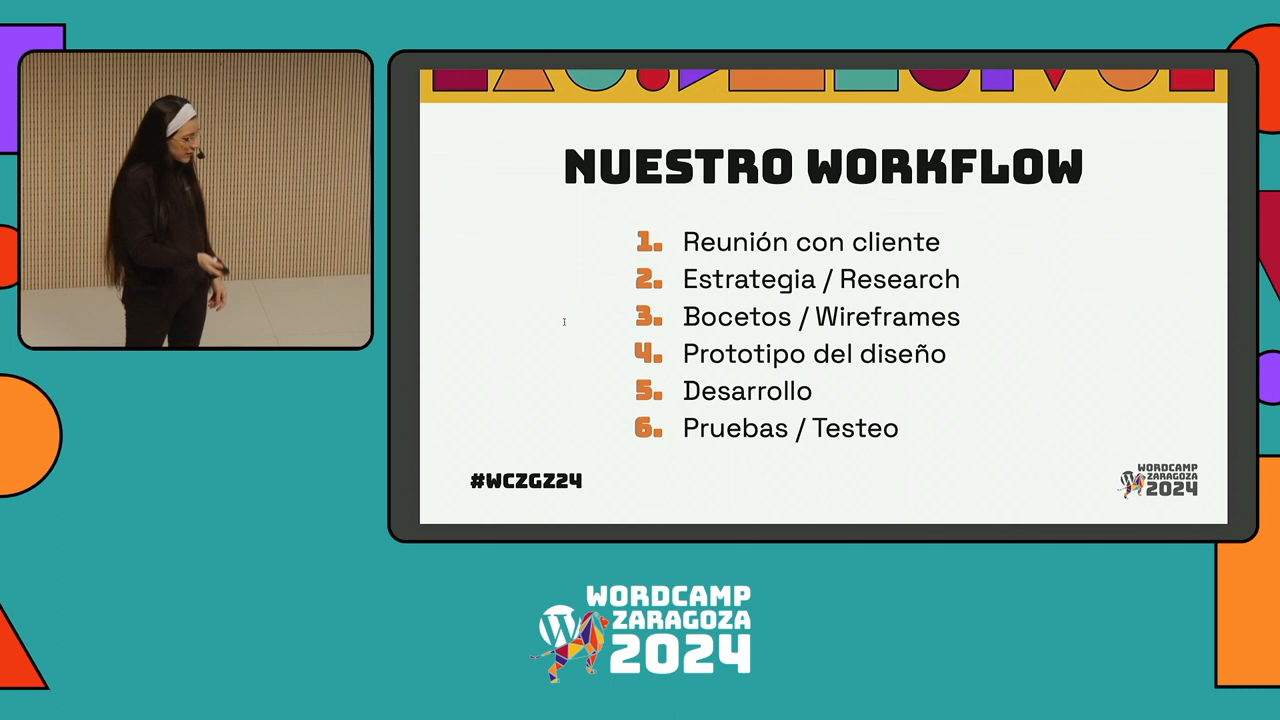 NUESTRO WORKFLOW
1. Reunión con cliente
2. Estrategia / Research
3. Bocetos / Wireframes
4. Prototipo del diseño
5. Desarrollo
6. Pruebas / Testeo
#WCZGZ24
WORDCAMP
ZARAGOZA
2024
WORDCAMP
ZARAGOZA
2024